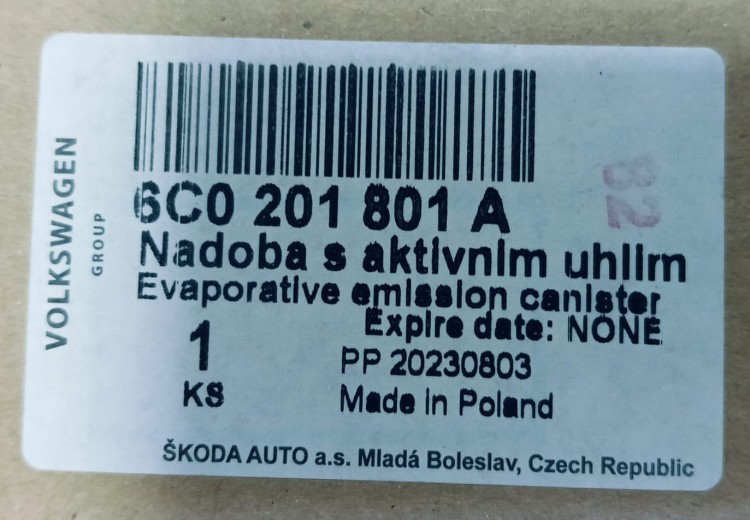 VOLKSWAGEN
GROUP
6C0 201 801 A
Nadoba s aktivnim uhlim
Evaporative emission canister
Expire date: NONE
1
KS
PP 20230803
Made in Poland
ŠKODA AUTO a.s. Mladá Boleslav, Czech Republic
82